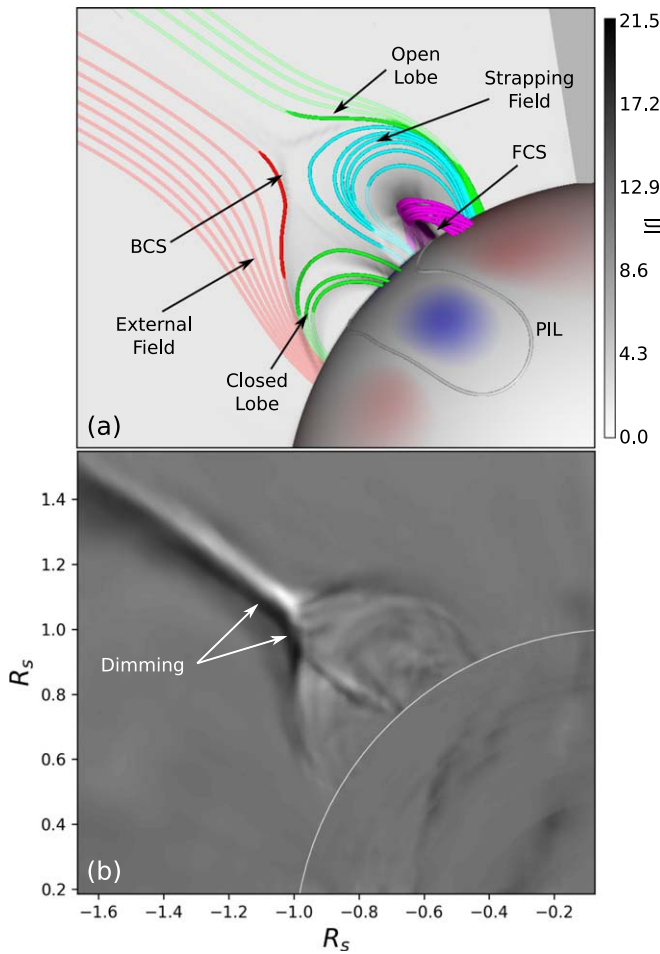 21.5
Open
Lobe
Strapping
Field
FCS
17.2
12.9
|J|
BCS
8.6
External
Field
PIL
4.3
Closed
Lobe
(a)
0.0
1.4
1.2
1.0
Dimming
R_s
0.8
0.6
0.4
(b)
0.2
−1.6 −1.4 −1.2 −1.0 −0.8 −0.6 −0.4 −0.2
R_s